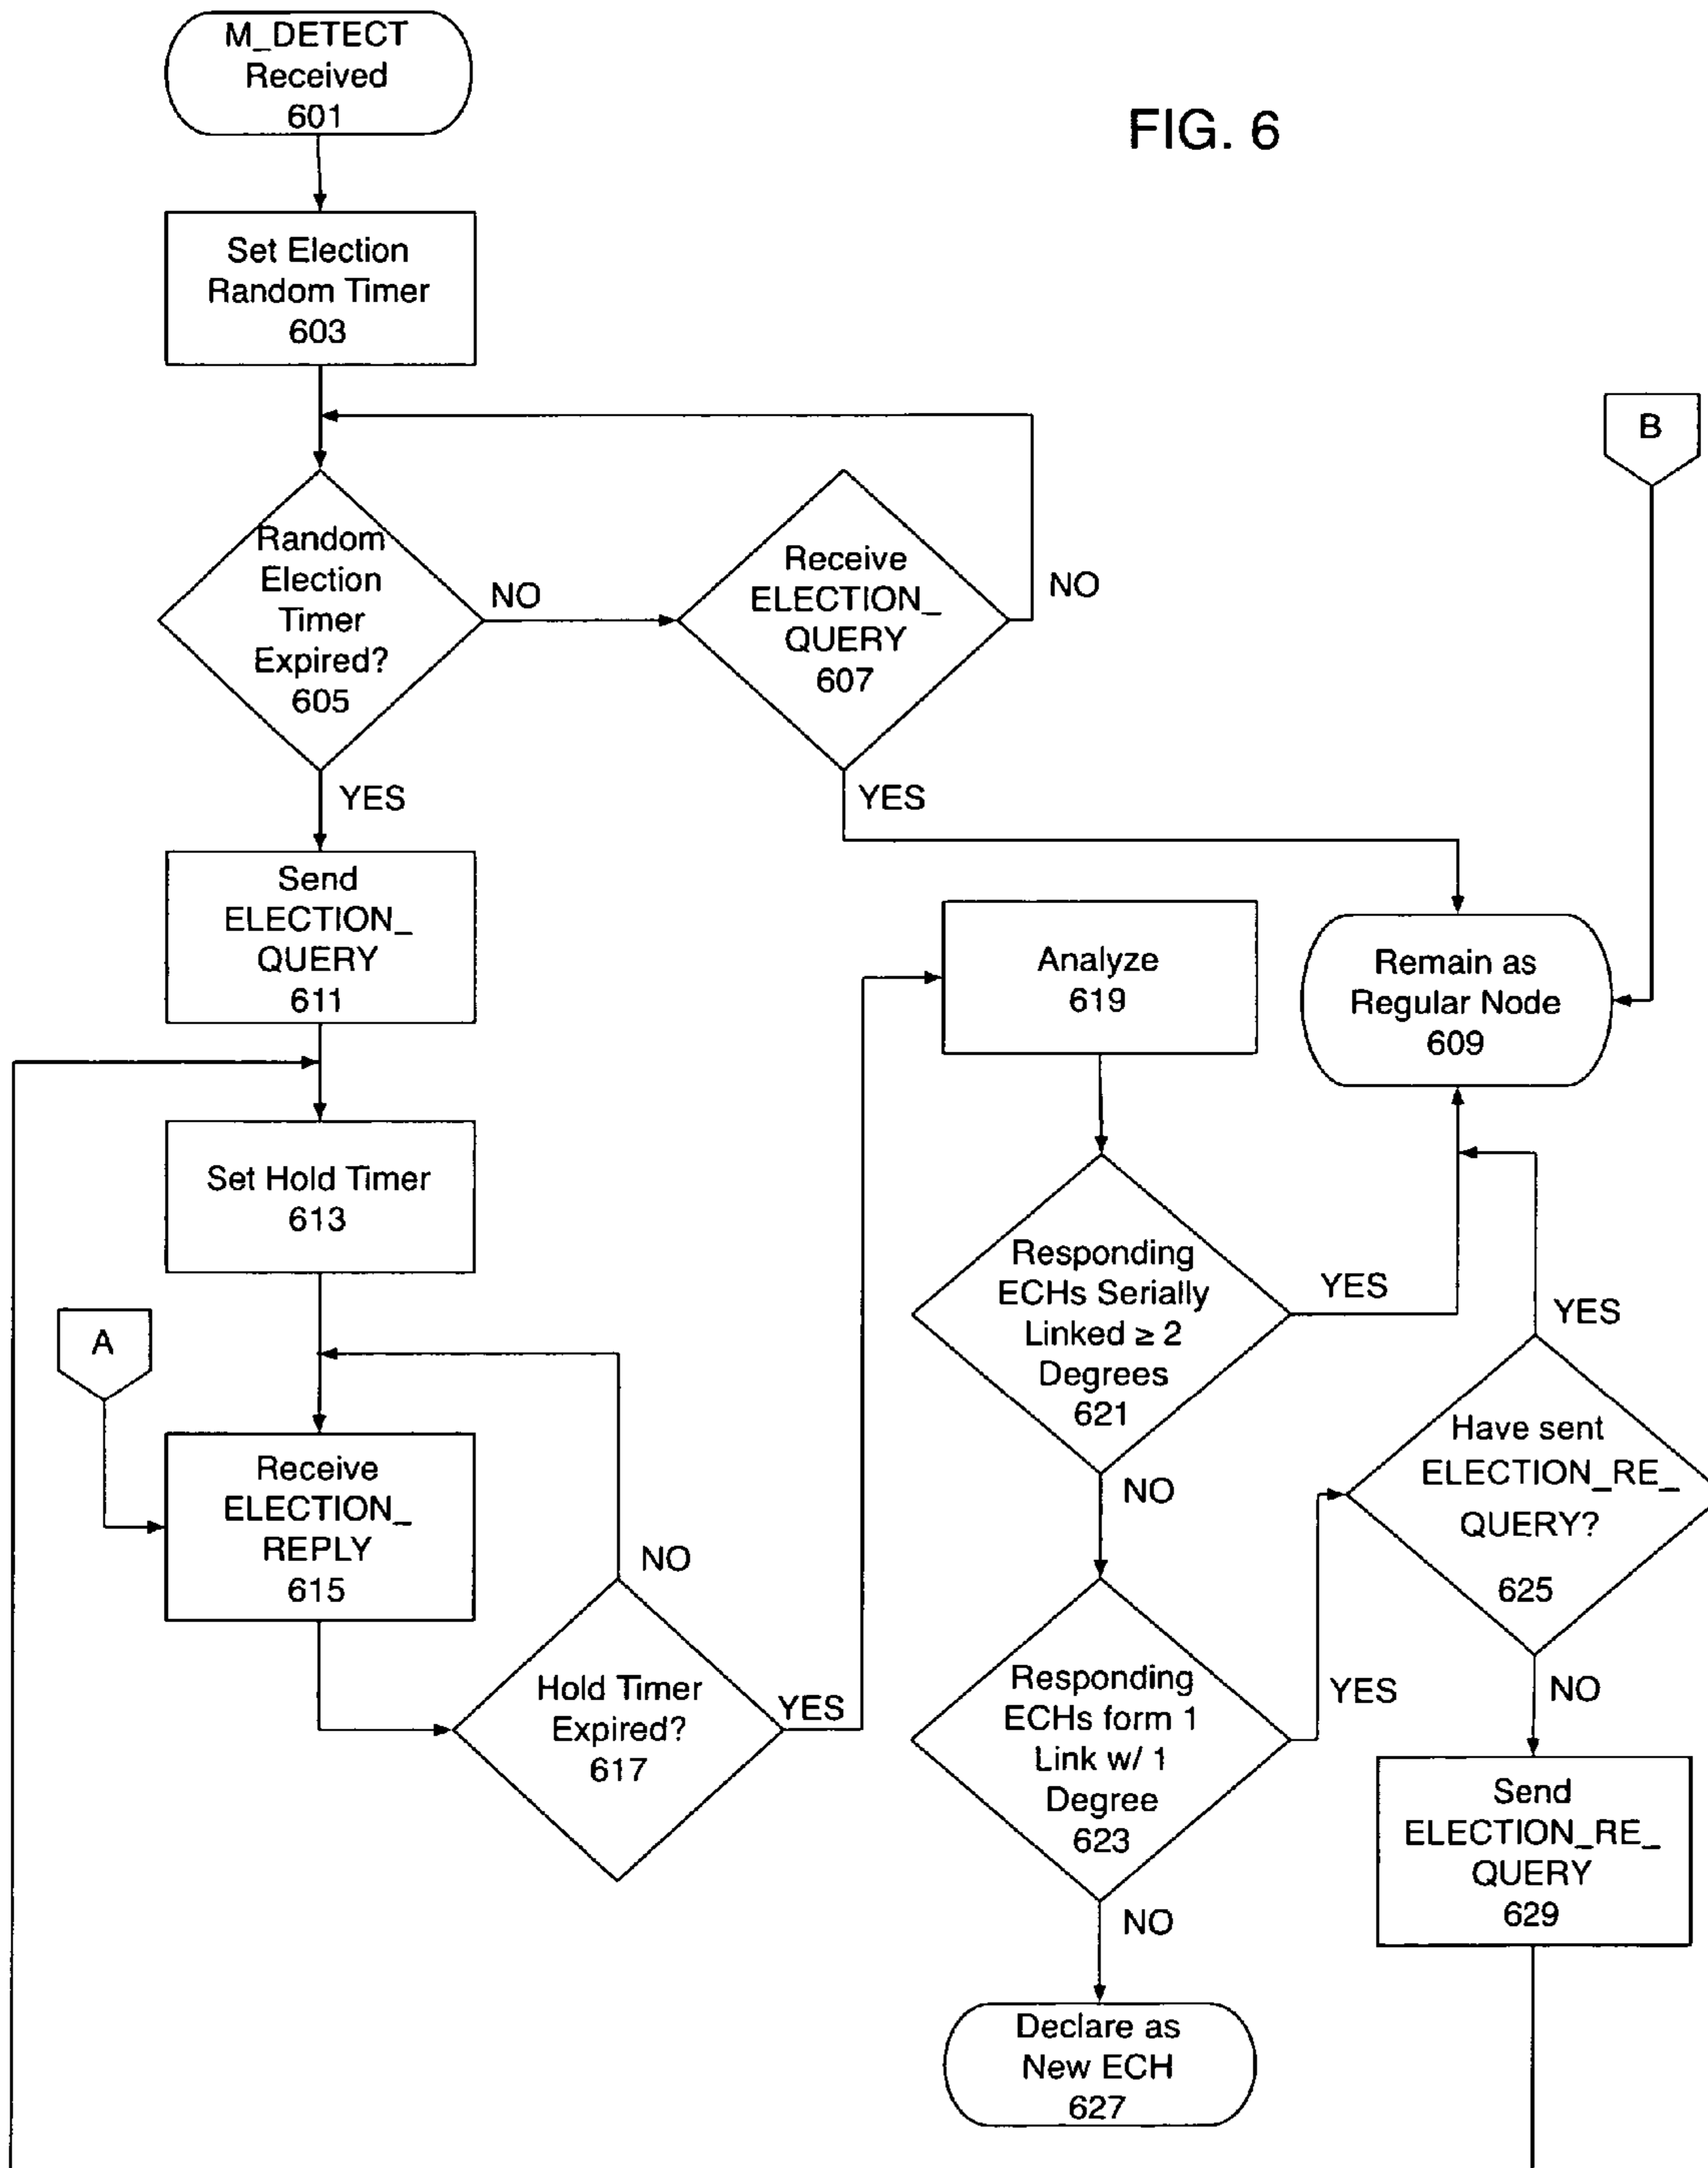 M_DETECT
Received
601
FIG. 6
Set Election
Random Timer
603
B
Random
Election
Timer
Expired?
605
NO
Receive
ELECTION_
QUERY
607
NO
YES
YES
Send
ELECTION_
QUERY
611
Analyze
619
Remain as
Regular Node
609
Set Hold Timer
613
Responding
ECHs Serially
Linked ≥ 2
Degrees
621
YES
YES
A
NO
Have sent
ELECTION_RE_
QUERY?
625
Receive
ELECTION_
REPLY
615
NO
Hold Timer
Expired?
617
YES
Responding
ECHs form 1
Link w/ 1
Degree
623
YES
NO
Send
ELECTION_RE_
QUERY
629
NO
Declare as
New ECH
627